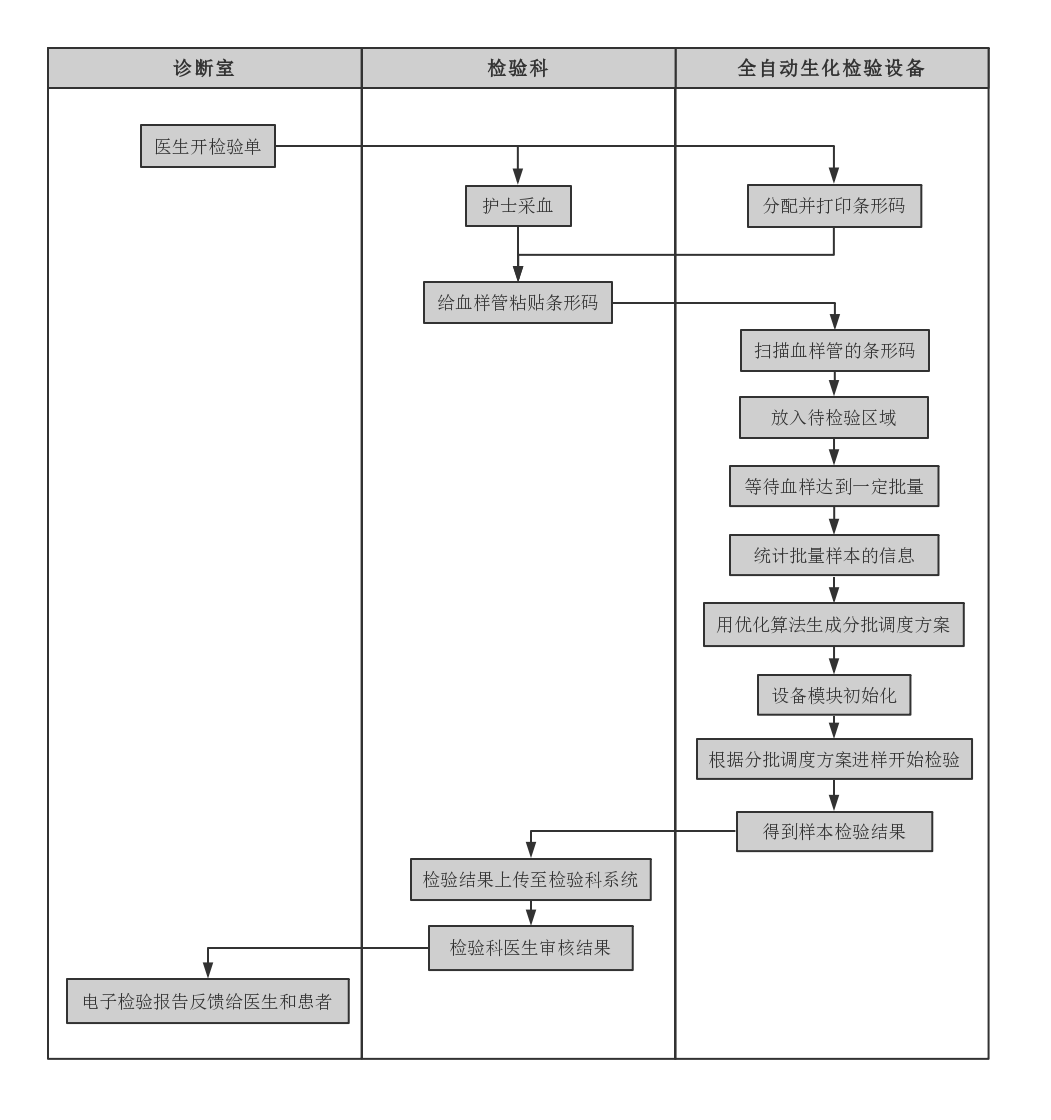 诊断室
检验科
全自动生化检验设备
医生开检验单
护士采血
分配并打印条形码
给血样管粘贴条形码
扫描血样管的条形码
放入待检验区域
等待血样达到一定批量
统计批量样本的信息
用优化算法生成分批调度方案
设备模块初始化
根据分批调度方案进样开始检验
得到样本检验结果
检验结果上传至检验科系统
检验科医生审核结果
电子检验报告反馈给医生和患者